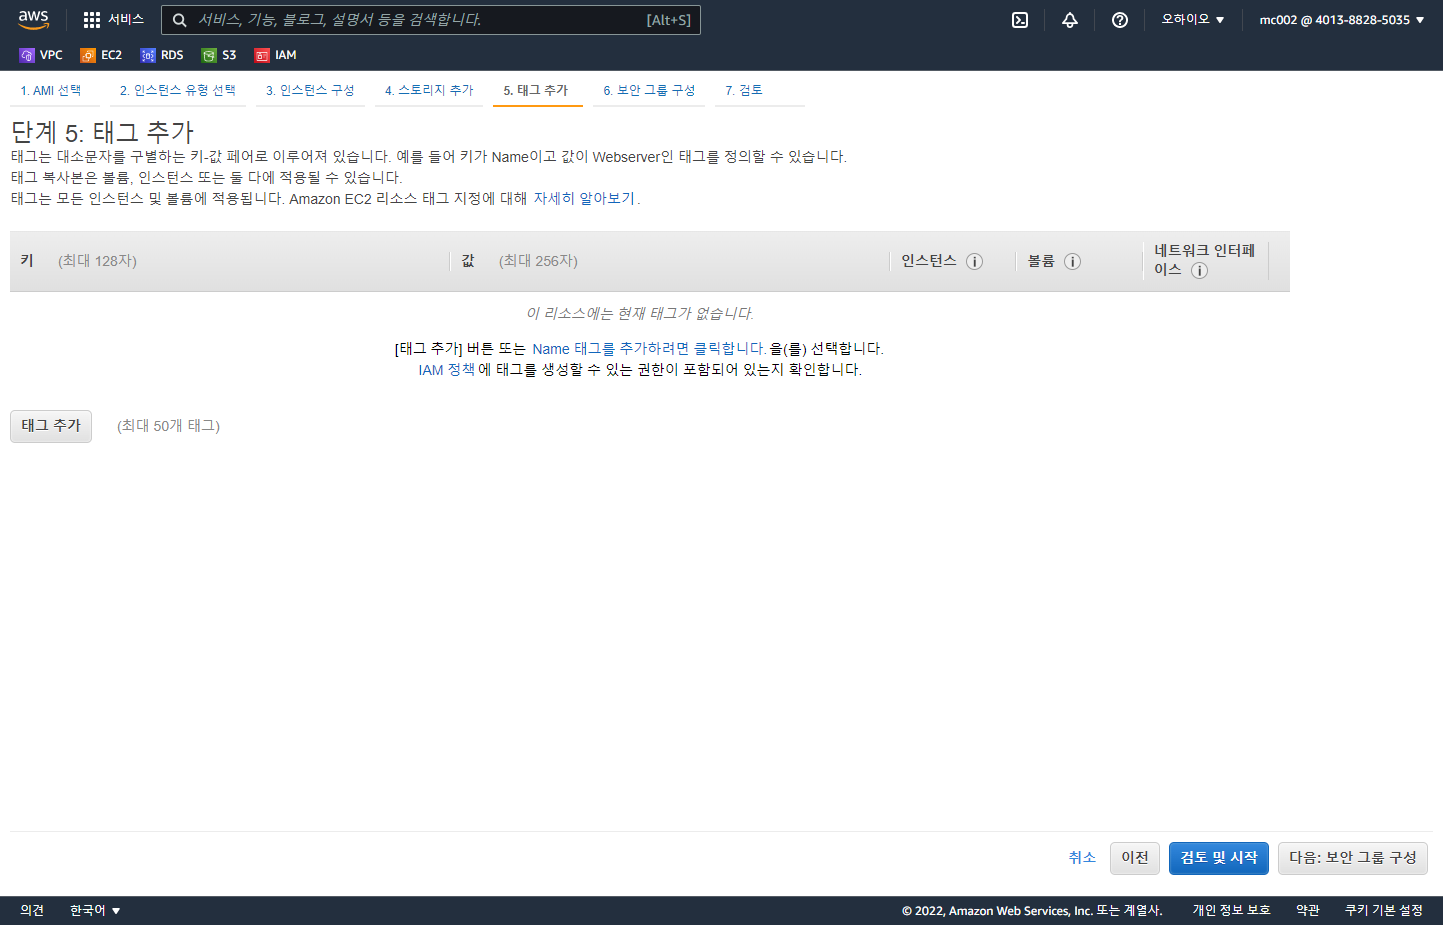 aws
서비스
서비스, 기능, 블로그, 설명서 등을 검색합니다.
[Alt+S]
오하이오 ▼
mc002 @ 4013-8828-5035 ▼
VPC
EC2
RDS
S3
IAM
1. AMI 선택
2. 인스턴스 유형 선택
3. 인스턴스 구성
4. 스토리지 추가
5. 태그 추가
6. 보안 그룹 구성
7. 검토
단계 5: 태그 추가
태그는 대소문자를 구별하는 키-값 페어로 이루어져 있습니다. 예를 들어 키가 Name이고 값이 Webserver인 태그를 정의할 수 있습니다.
태그 복사본은 볼륨, 인스턴스 또는 둘 다에 적용될 수 있습니다.
태그는 모든 인스턴스 및 볼륨에 적용됩니다. Amazon EC2 리소스 태그 지정에 대해 자세히 알아보기.
키 (최대 128자)
값 (최대 256자)
인스턴스
볼륨
네트워크 인터페
이스
이 리소스에는 현재 태그가 없습니다.
[태그 추가] 버튼 또는 Name 태그를 추가하려면 클릭합니다. 을(를) 선택합니다.
IAM 정책에 태그를 생성할 수 있는 권한이 포함되어 있는지 확인합니다.
태그 추가
(최대 50개 태그)
취소
이전
검토 및 시작
다음: 보안 그룹 구성
의견
한국어 ▼
© 2022, Amazon Web Services, Inc. 또는 계열사.
개인 정보 보호
약관
쿠키 기본 설정